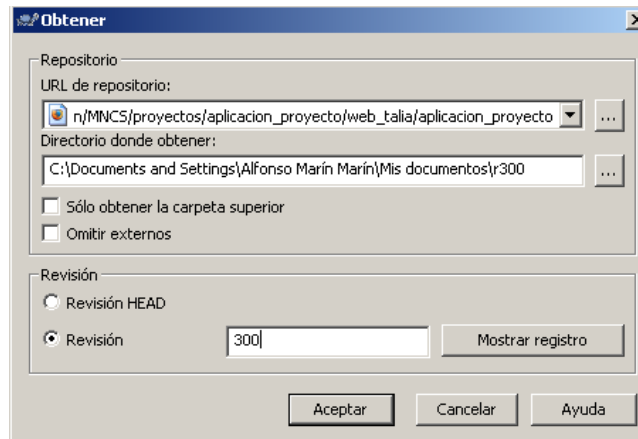 Obtener
Repositorio
URL de repositorio:
n/MNCS/proyectos/aplicacion_proyecto/web_talia/aplicacion_proyecto
...
Directorio donde obtener:
C:\Documents and Settings\Alfonso Marín Marín\Mis documentos\r300
...
Sólo obtener la carpeta superior
Omitir externos
Revisión
Revisión HEAD
Revisión 300 Mostrar registro
Aceptar Cancelar Ayuda